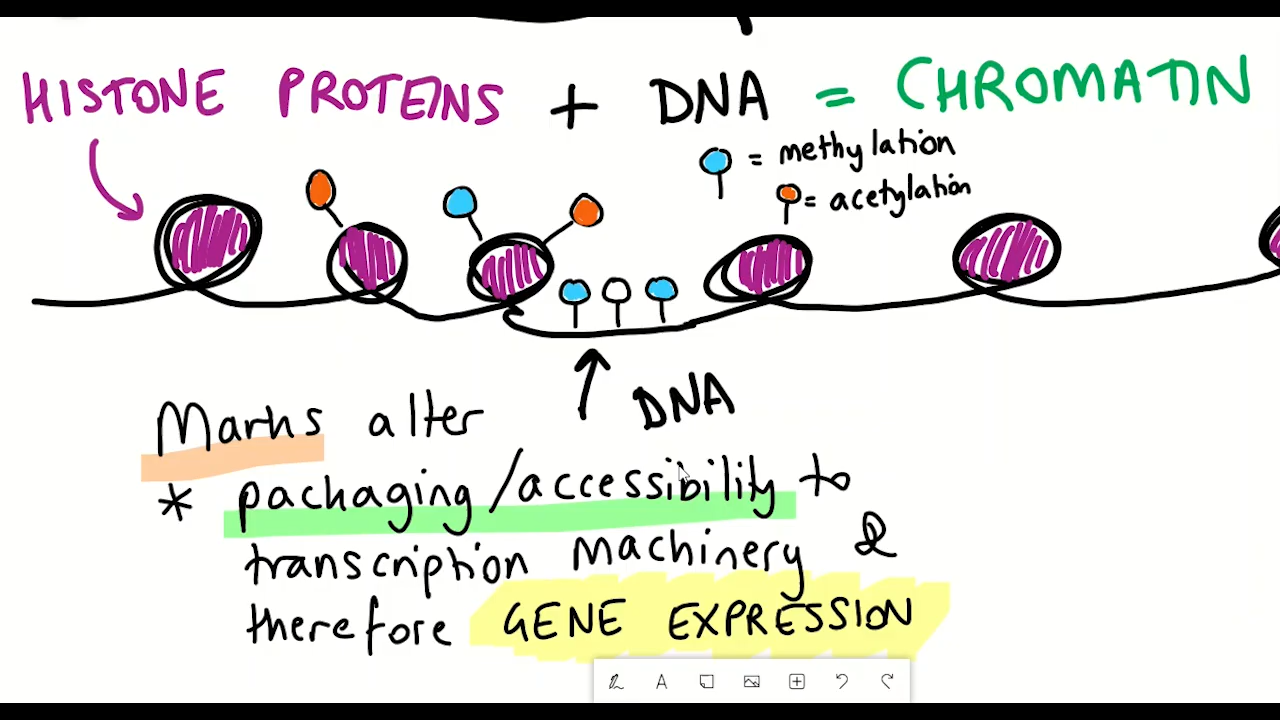 HISTONE PROTEINS + DNA = CHROMATIN
= methylation
= acetylation
DNA
Marks alter
* packaging/accessibility to
transcription machinery &
therefore GENE EXPRESSION
A